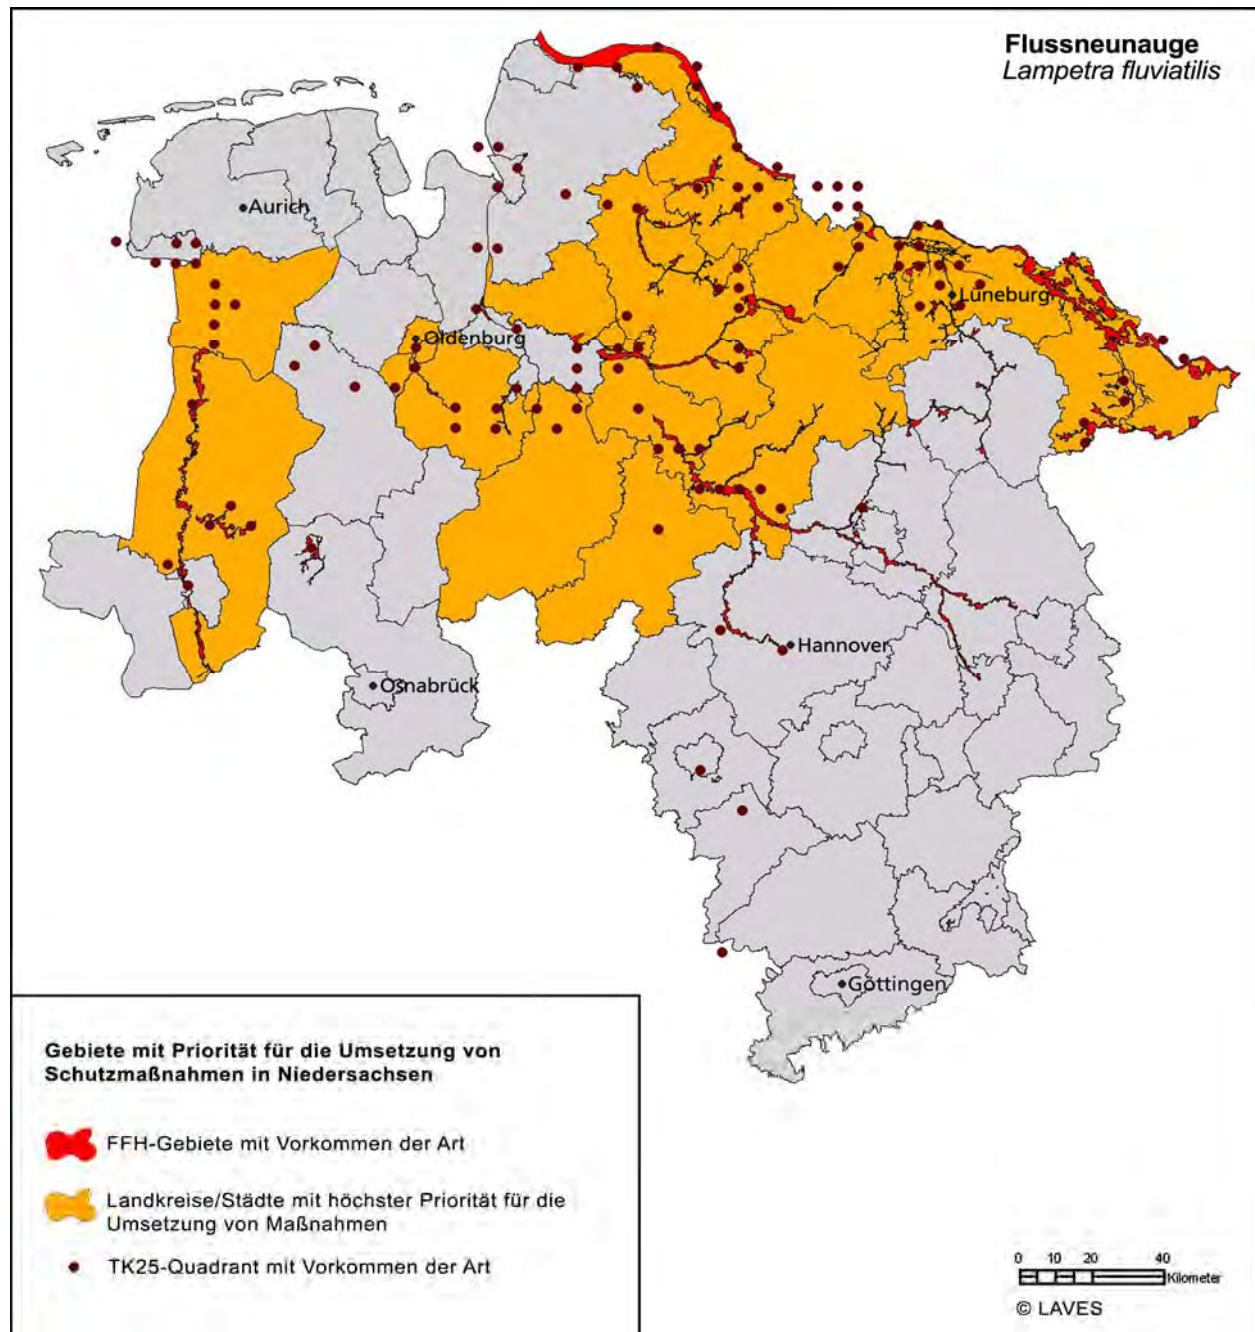 Flussneunauge
Lampetra fluviatilis
Aurich
Lüneburg
Oldenburg
Hannover
Osnabrück
Göttingen
Gebiete mit Priorität für die Umsetzung von
Schutzmaßnahmen in Niedersachsen
FFH-Gebiete mit Vorkommen der Art
Landkreise/Städte mit höchster Priorität für die
Umsetzung von Maßnahmen
TK25-Quadrant mit Vorkommen der Art
0 10 20 40
Kilometer
© LAVES